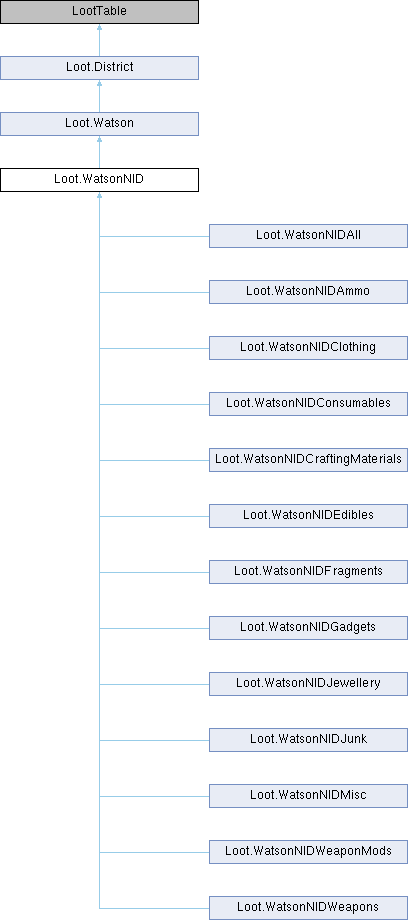 LootTable
Loot.District
Loot.Watson
Loot.WatsonNID
Loot.WatsonNIDAll
Loot.WatsonNIDAmmo
Loot.WatsonNIDClothing
Loot.WatsonNIDConsumables
Loot.WatsonNIDCraftingMaterials
Loot.WatsonNIDEdibles
Loot.WatsonNIDFragments
Loot.WatsonNIDGadgets
Loot.WatsonNIDJewellery
Loot.WatsonNIDJunk
Loot.WatsonNIDMisc
Loot.WatsonNIDWeaponMods
Loot.WatsonNIDWeapons